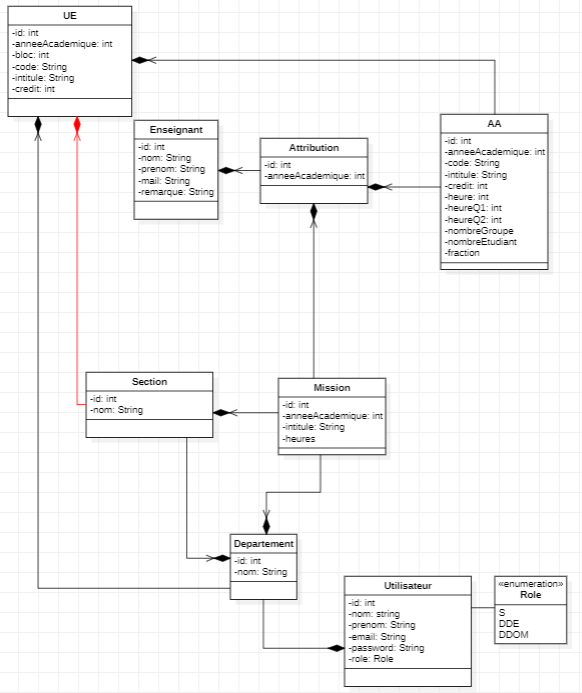 UE
-id: int
-anneeAcademique: int
-bloc: int
-code: String
-intitule: String
-credit: int
Enseignant
-id: int
-nom: String
-prenom: String
-mail: String
-remarque: String
Attribution
-id: int
-anneeAcademique: int
AA
-id: int
-anneeAcademique: int
-code: String
-intitule: String
-credit: int
-heure: int
-heureQ1: int
-heureQ2: int
-nombreGroupe
-nombreEtudiant
-fraction
Section
-id: int
-nom: String
Mission
-id: int
-anneeAcademique: int
-intitule: String
-heures
Departement
-id: int
-nom: String
Utilisateur
-id: int
-nom: string
-prenom: String
-email: String
-password: String
-role: Role
«enumeration»
Role
S
DDE
DDOM